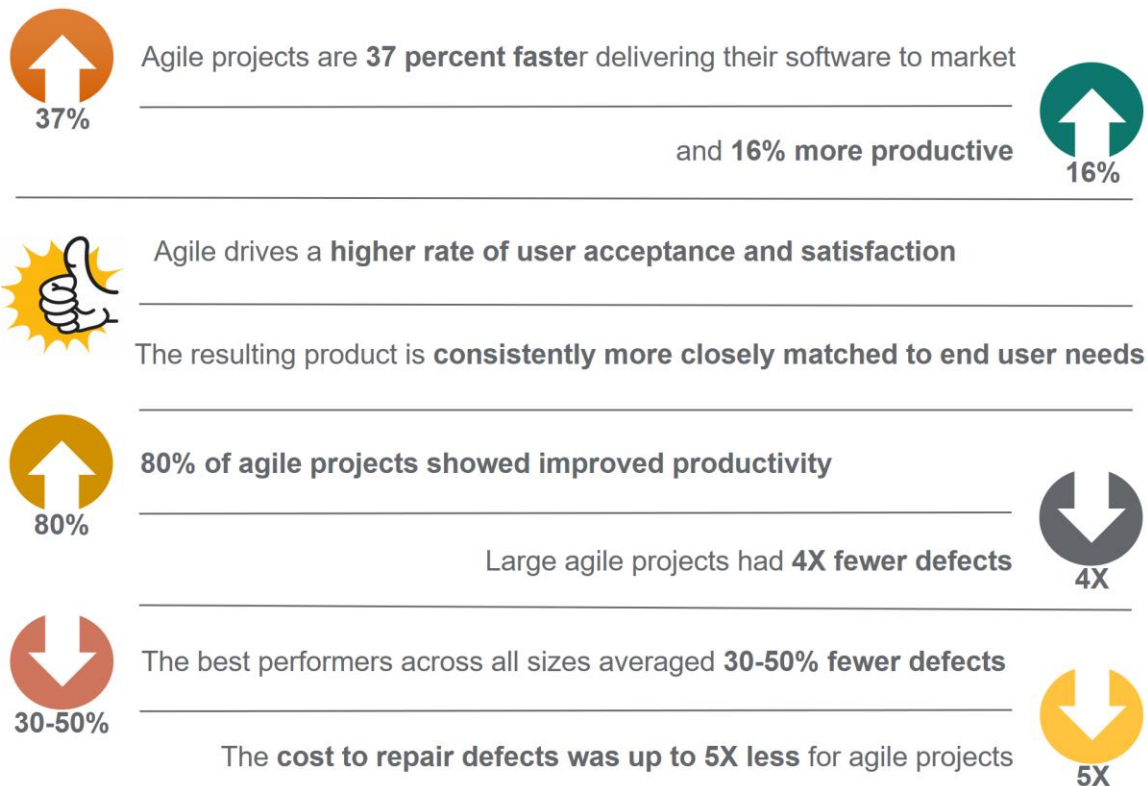 Agile projects are 37 percent faster delivering their software to market
37%
and 16% more productive
16%
Agile drives a higher rate of user acceptance and satisfaction
The resulting product is consistently more closely matched to end user needs
80% of agile projects showed improved productivity
80%
Large agile projects had 4X fewer defects
4X
The best performers across all sizes averaged 30-50% fewer defects
30-50%
The cost to repair defects was up to 5X less for agile projects
5X